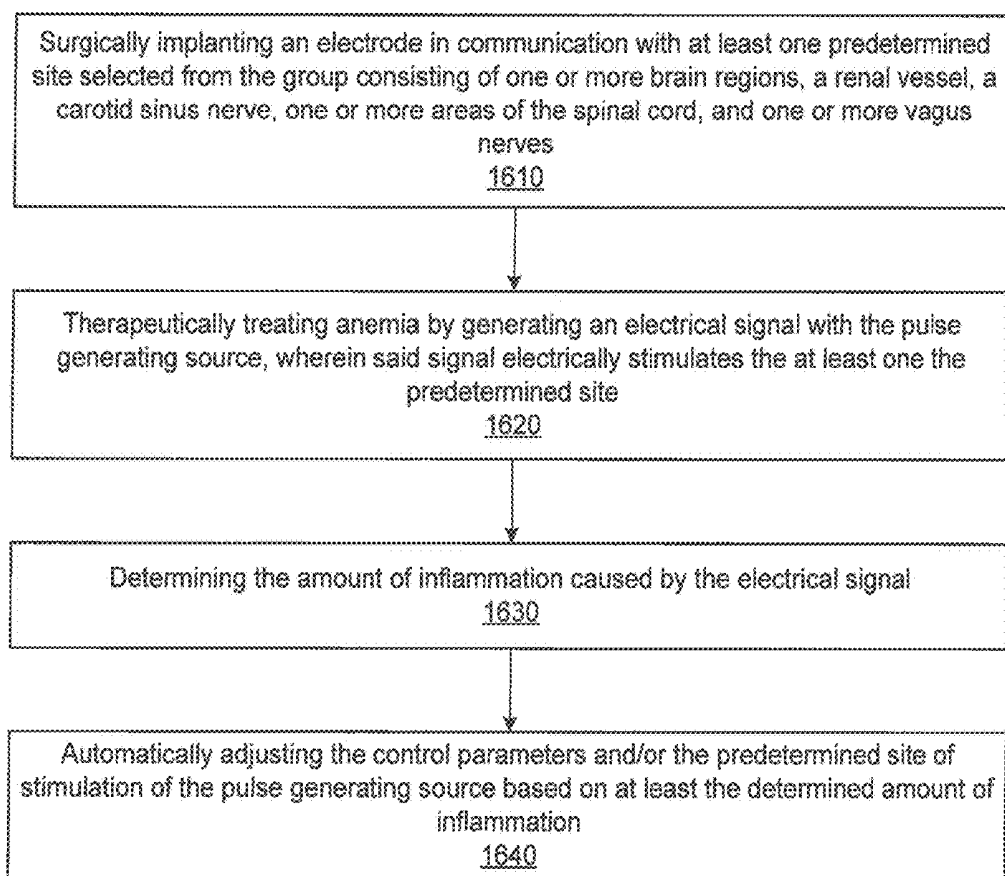 Surgically implanting an electrode in communication with at least one predetermined
site selected from the group consisting of one or more brain regions, a renal vessel, a
carotid sinus nerve, one or more areas of the spinal cord, and one or more vagus
nerves
1610
Therapeutically treating anemia by generating an electrical signal with the pulse
generating source, wherein said signal electrically stimulates the at least one the
predetermined site
1620
Determining the amount of inflammation caused by the electrical signal
1630
Automatically adjusting the control parameters and/or the predetermined site of
stimulation of the pulse generating source based on at least the determined amount of
inflammation
1640